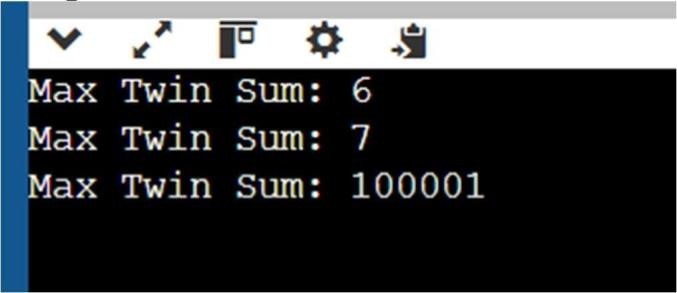 Max Twin Sum: 6
Max Twin Sum: 7
Max Twin Sum: 100001